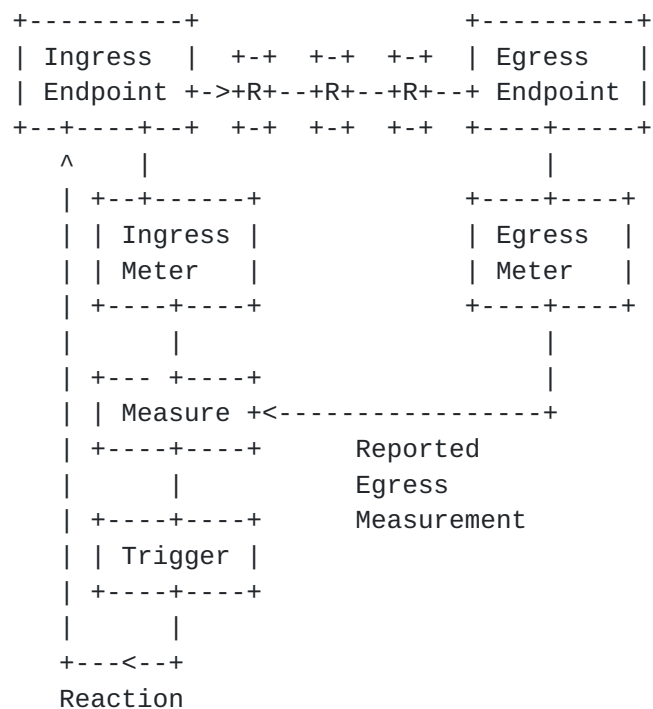 +----------+                  +----------+
| Ingress  |  +-+  +-+  +-+  | Egress   |
| Endpoint +->+R+--+R+--+R+--+ Endpoint |
+--+----+--+  +-+  +-+  +-+  +----+-----+
   ^    |                         |
   | +--+------+             +----+----+
   | | Ingress |             | Egress  |
   | | Meter   |             | Meter   |
   | +----+----+             +----+----+
   |      |                       |
   | +--- +----+                  |
   | | Measure +<-----------------+
   | +----+----+      Reported
   |      |           Egress
   | +----+----+      Measurement
   | | Trigger |
   | +----+----+
   |      |
   +---<--+
   Reaction